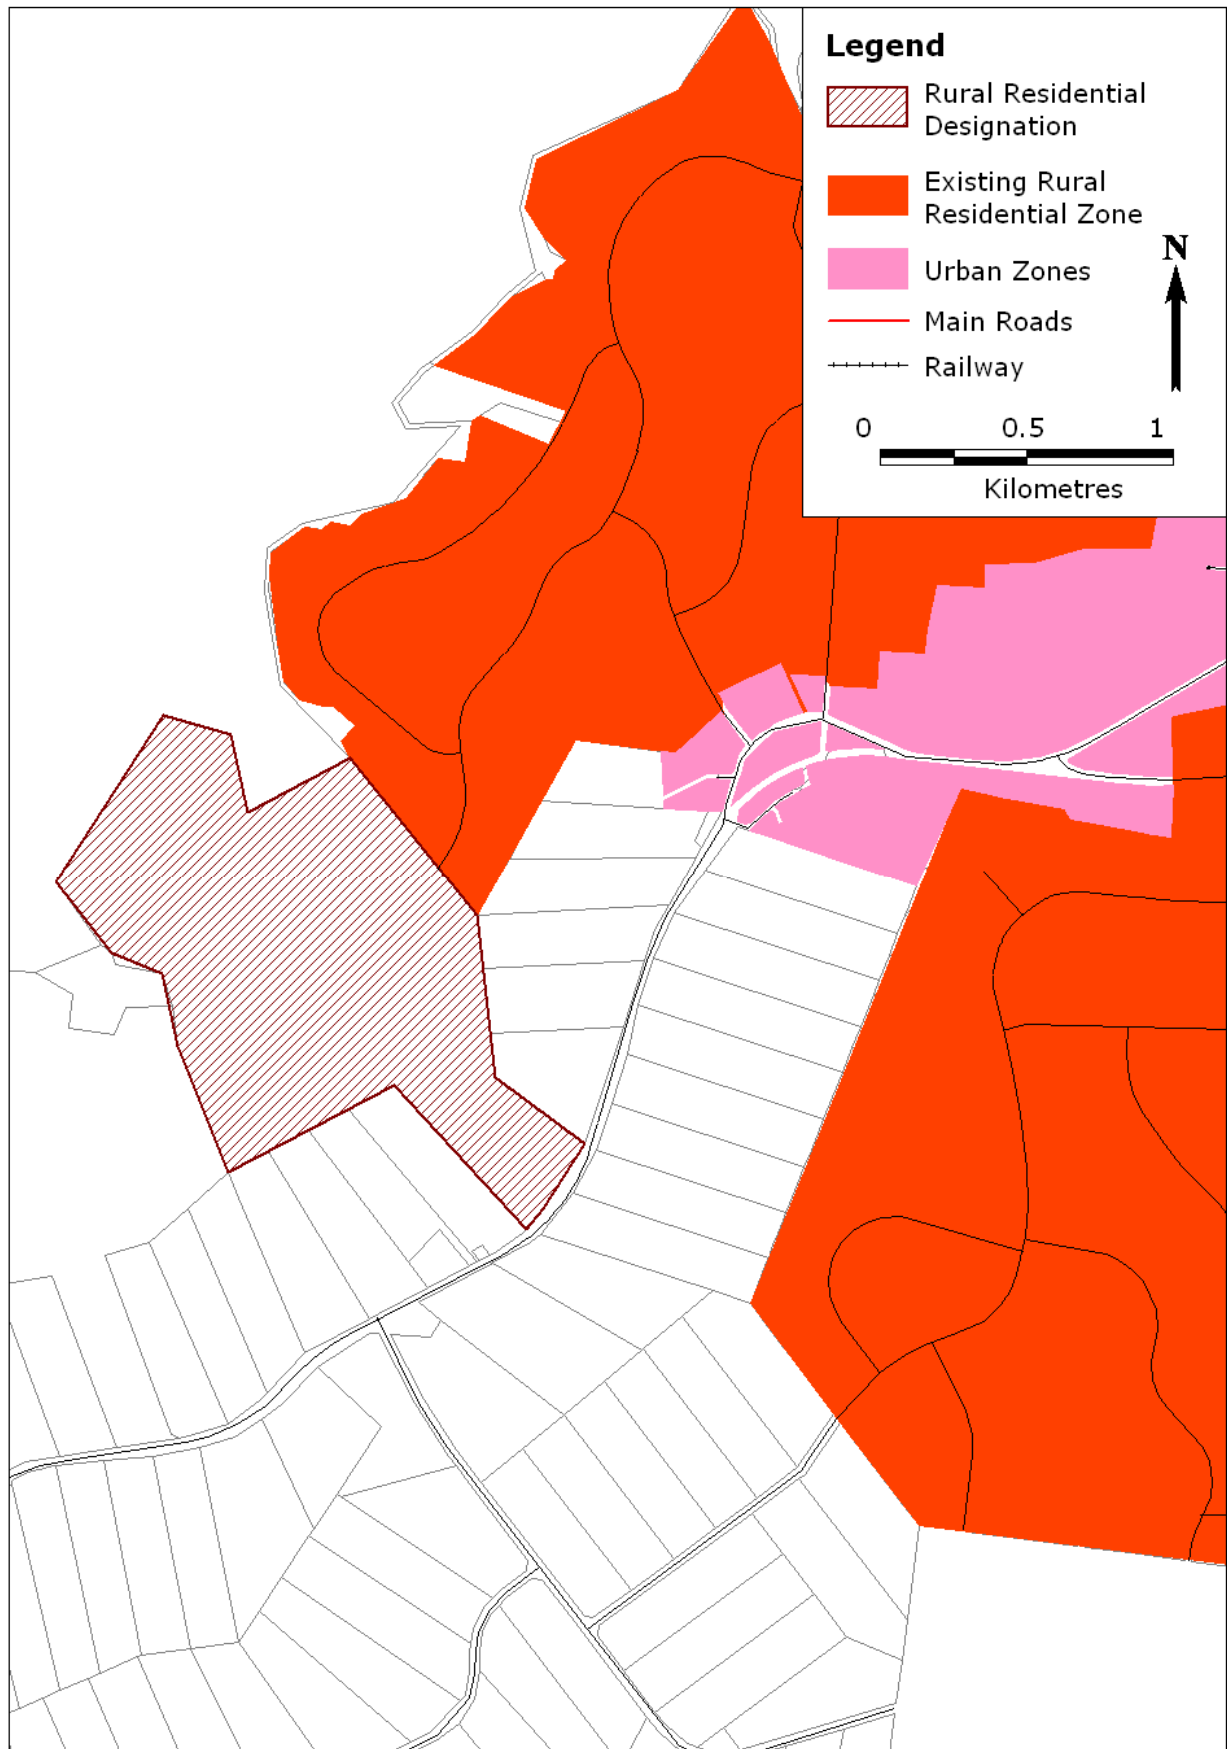 Legend
Rural Residential
Designation
Existing Rural
Residential Zone
N
Urban Zones
Main Roads
Railway
0 0.5 1
Kilometres